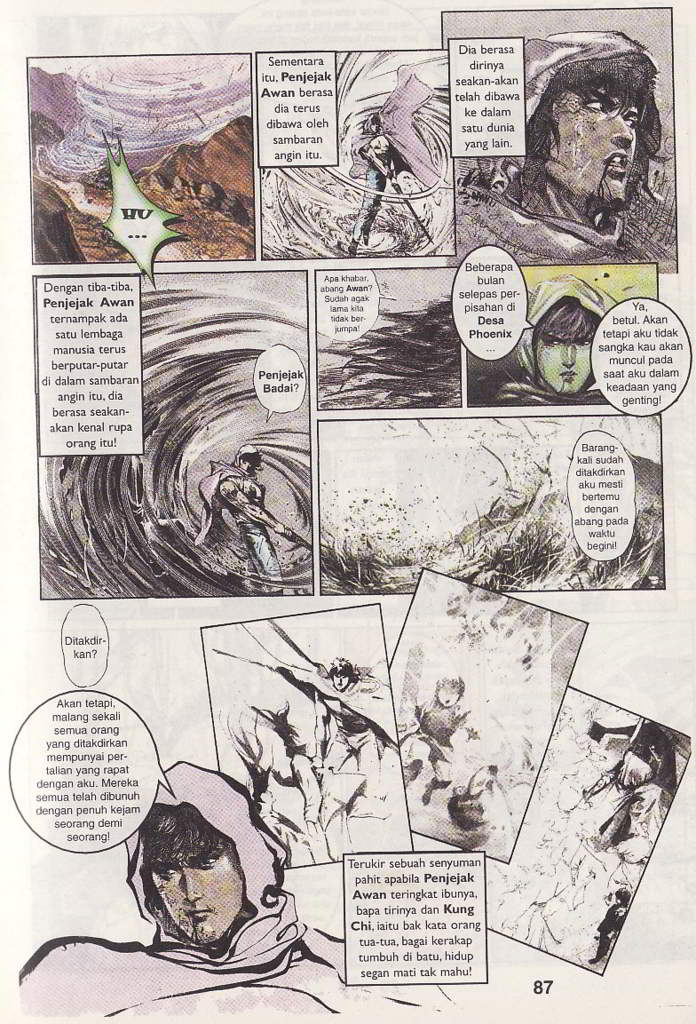 HU
...
Sementara
itu, Penjejak
Awan berasa
dia terus
dibawa oleh
sambaran
angin itu.
Dia berasa
dirinya
seakan-akan
telah dibawa
ke dalam
satu dunia
yang lain.
Dengan tiba-tiba,
Penjejak Awan
ternampak ada
satu lembaga
manusia terus
berputar-putar
di dalam sambaran
angin itu, dia
berasa seakan-
akan kenal rupa
orang itu!
Penjejak
Badai?
Apa khabar,
abang Awan?
Sudah agak
lama kita
tidak ber-
jumpa!
Beberapa
bulan
selepas per-
pisahan di
Desa
Phoenix
...
Ya,
betul. Akan
tetapi aku tidak
sangka kau akan
muncul pada
saat aku dalam
keadaan yang
genting!
Barang-
kali sudah
ditakdirkan
aku mesti
bertemu
dengan
abang pada
waktu
begini!
Ditakdir-
kan?
Akan tetapi,
malang sekali
semua orang
yang ditakdirkan
mempunyai per-
talian yang rapat
dengan aku. Mereka
semua telah dibunuh
dengan penuh kejam
seorang demi
seorang!
Terukir sebuah senyuman
pahit apabila Penjejak
Awan teringat ibunya,
bapa tirinya dan Kung
Chi, iaitu bak kata orang
tua-tua, bagai kerakap
tumbuh di batu, hidup
segan mati tak mahu!
87